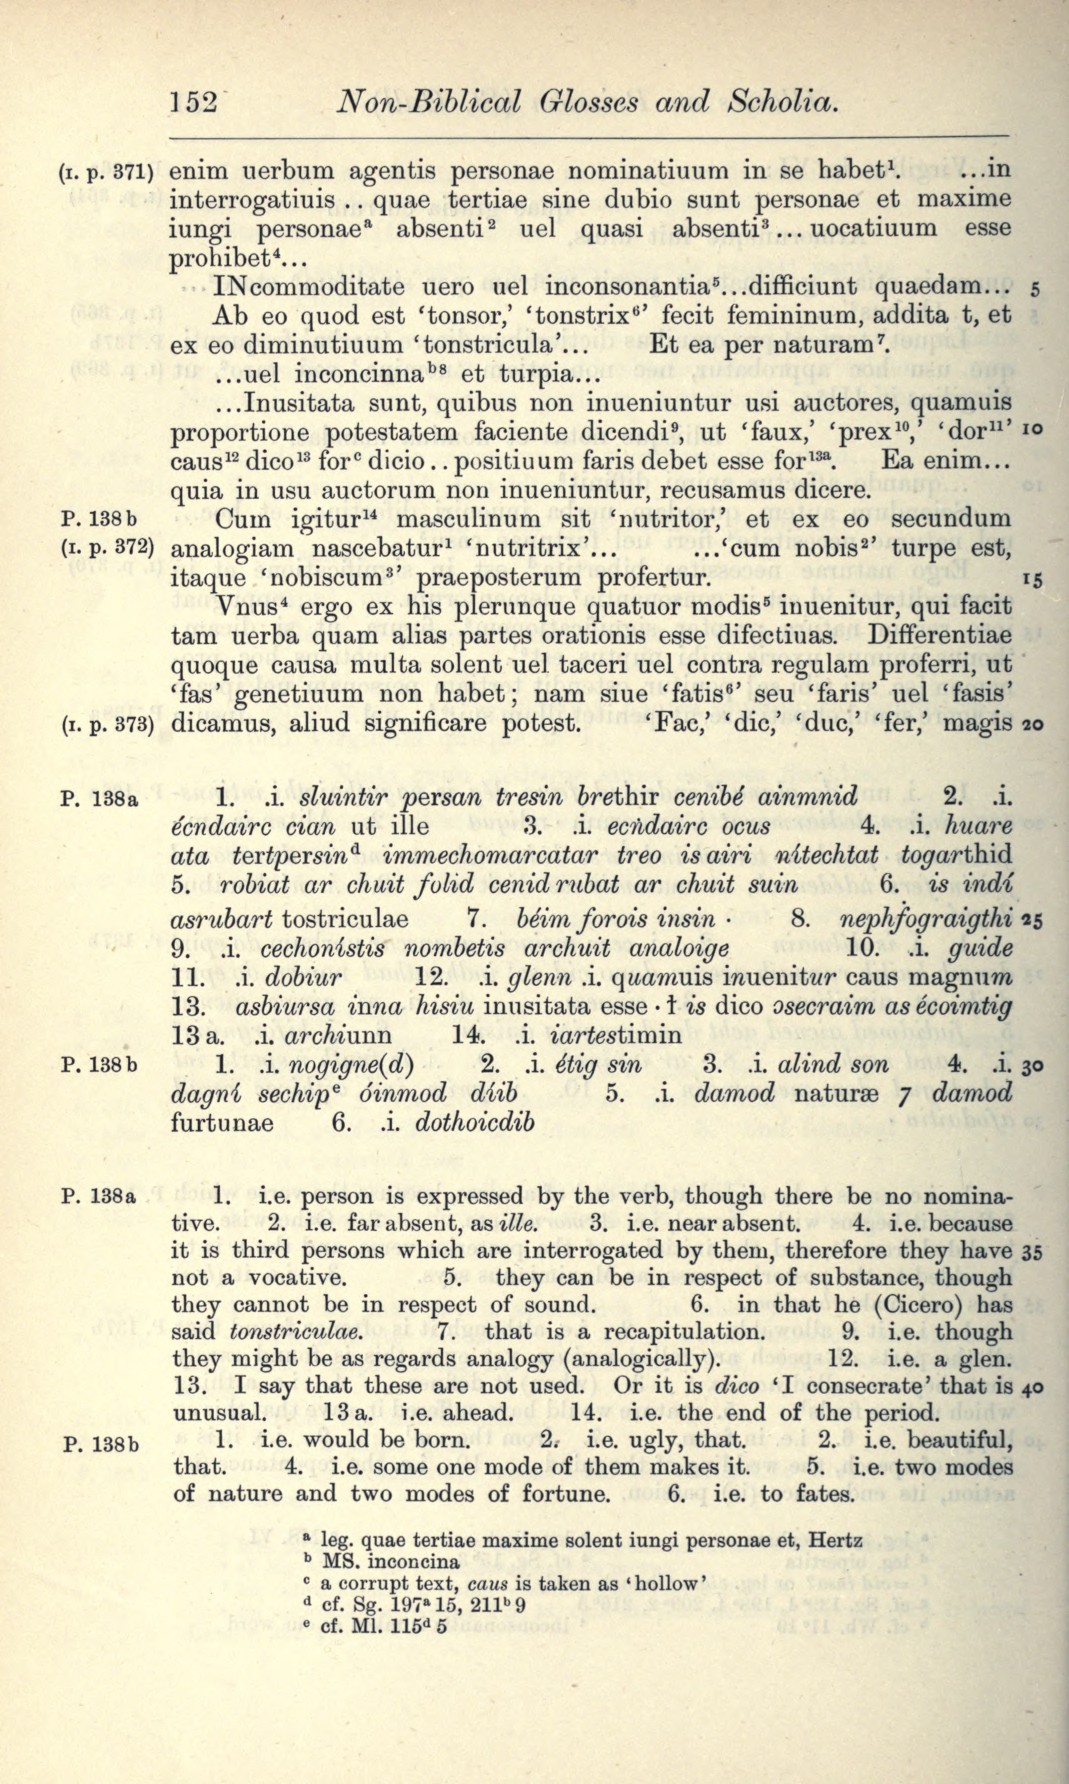 152 Non-Biblical Glosses and Scholia.
(I. p. 371) enim uerbum agentis personae nominatiuum in se habet¹. ...in
interrogatiuis .. quae tertiae sine dubio sunt personae et maxime
iungi personaeᵃ absenti² uel quasi absenti³ ... uocatiuum esse
prohibet⁴...
INcommoditate uero uel inconsonantia⁵...difficiunt quaedam... 5
Ab eo quod est ‘tonsor,’ ‘tonstrix⁶’ fecit femininum, addita t, et
ex eo diminutiuum ‘tonstricula’... Et ea per naturam⁷.
...uel inconcinnaᵇ⁸ et turpia...
...Inusitata sunt, quibus non inueniuntur usi auctores, quamuis
proportione potestatem faciente dicendi⁹, ut ‘faux,’ ‘prex¹⁰,’ ‘dor¹¹’ 10
caus¹² dico¹³ forᶜ dicio .. positiuum faris debet esse for¹³ᵃ. Ea enim...
quia in usu auctorum non inueniuntur, recusamus dicere.
P. 138 b Cum igitur¹⁴ masculinum sit ‘nutritor,’ et ex eo secundum
(I. p. 372) analogiam nascebatur¹ ‘nutritrix’... ...‘cum nobis²’ turpe est,
itaque ‘nobiscum³’ praeposterum profertur. 15
Vnus⁴ ergo ex his plerunque quatuor modis⁵ inuenitur, qui facit
tam uerba quam alias partes orationis esse difectiuas. Differentiae
quoque causa multa solent uel taceri uel contra regulam proferri, ut
‘fas’ genetiuum non habet; nam siue ‘fatis⁶’ seu ‘faris’ uel ‘fasis’
(I. p. 373) dicamus, aliud significare potest. ‘Fac,’ ‘dic,’ ‘duc,’ ‘fer,’ magis 20
P. 138a 1. .i. sluintir persan tresin brethir cenibé ainmnid 2. .i.
écndairc cian ut ille 3. .i. ecṅdairc ocus 4. .i. huare
ata tertpersinᵈ immechomarcatar treo is airi nítechtat togarthid
5. robiat ar chuit folid cenid rubat ar chuit suin 6. is indí
asrubart tostriculae 7. béim forois insin · 8. nephḟograigthi 25
9. .i. cechonístis nombetis archuit analoige 10. .i. guide
11. .i. dobiur 12. .i. glenn .i. quamuis inuenitur caus magnum
13. asbiursa inna hisiu inusitata esse · ł is dico ɔsecraim as écoimtig
13 a. .i. archiunn 14. .i. iartestimin
P. 138 b 1. .i. nogigne(d) 2. .i. étig sin 3. .i. alind son 4. .i. 30
dagní sechipᵉ óinmod díib 5. .i. damod naturæ ⁊ damod
furtunae 6. .i. dothoicdib
P. 138a 1. i.e. person is expressed by the verb, though there be no nomina-
tive. 2. i.e. far absent, as ille. 3. i.e. near absent. 4. i.e. because
it is third persons which are interrogated by them, therefore they have 35
not a vocative. 5. they can be in respect of substance, though
they cannot be in respect of sound. 6. in that he (Cicero) has
said tonstriculae. 7. that is a recapitulation. 9. i.e. though
they might be as regards analogy (analogically). 12. i.e. a glen.
13. I say that these are not used. Or it is dico ‘I consecrate’ that is 40
unusual. 13 a. i.e. ahead. 14. i.e. the end of the period.
P. 138 b 1. i.e. would be born. 2. i.e. ugly, that. 2. i.e. beautiful,
that. 4. i.e. some one mode of them makes it. 5. i.e. two modes
of nature and two modes of fortune. 6. i.e. to fates.
ᵃ leg. quae tertiae maxime solent iungi personae et, Hertz
ᵇ MS. inconcina
ᶜ a corrupt text, caus is taken as ‘hollow’
ᵈ cf. Sg. 197ᵃ 15, 211ᵇ 9
ᵉ cf. Ml. 115ᵈ 5